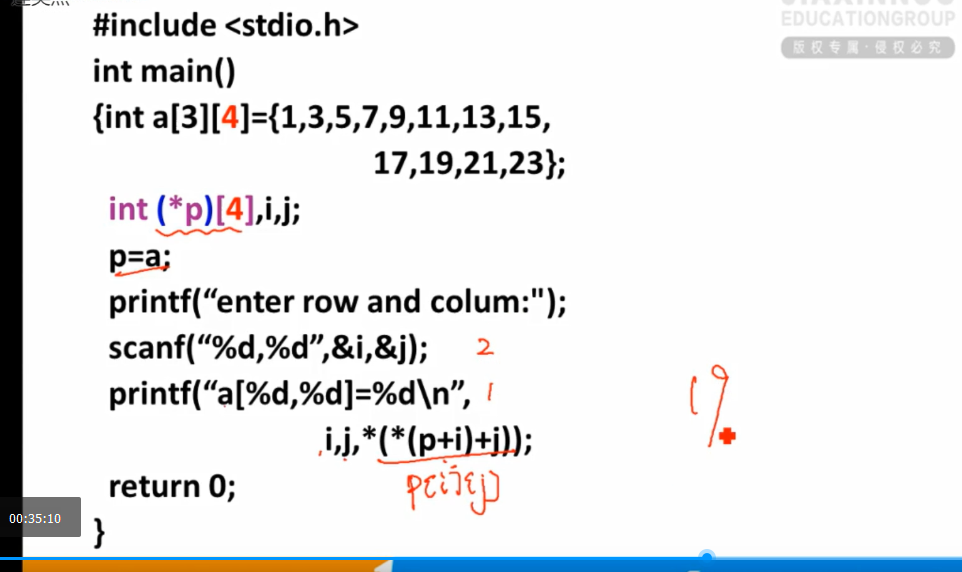 EDUCATIONGROUP
版权专属·侵权必究
#include <stdio.h>
int main()
{int a[3][4]={1,3,5,7,9,11,13,15,
17,19,21,23};
int (*p)[4],i,j;
p=a;
printf(“enter row and colum:");
scanf(“%d,%d”,&i,&j); 2
printf(“a[%d,%d]=%d\n”, 1
i,j,*(*(p+i)+j));
19
p[i][j]
return 0;
00:35:10
}